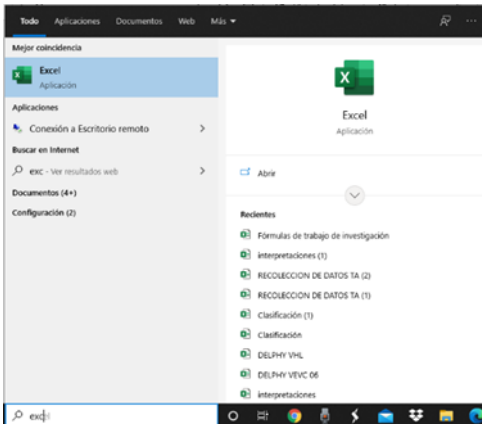 Todo Aplicaciones Documentos Web Más
Mejor coincidencia
Excel
Aplicación
Aplicaciones
Conexión a Escritorio remoto
Buscar en Internet
exc - Ver resultados web
Documentos (4+)
Configuración (2)
Excel
Aplicación
Abrir
Recientes
Fórmulas de trabajo de investigación
interpretaciones (1)
RECOLECCION DE DATOS TA (2)
RECOLECCION DE DATOS TA (1)
Clasificación (1)
Clasificación
DELPHY VHL
DELPHY VEVC 06
interpretaciones
excel